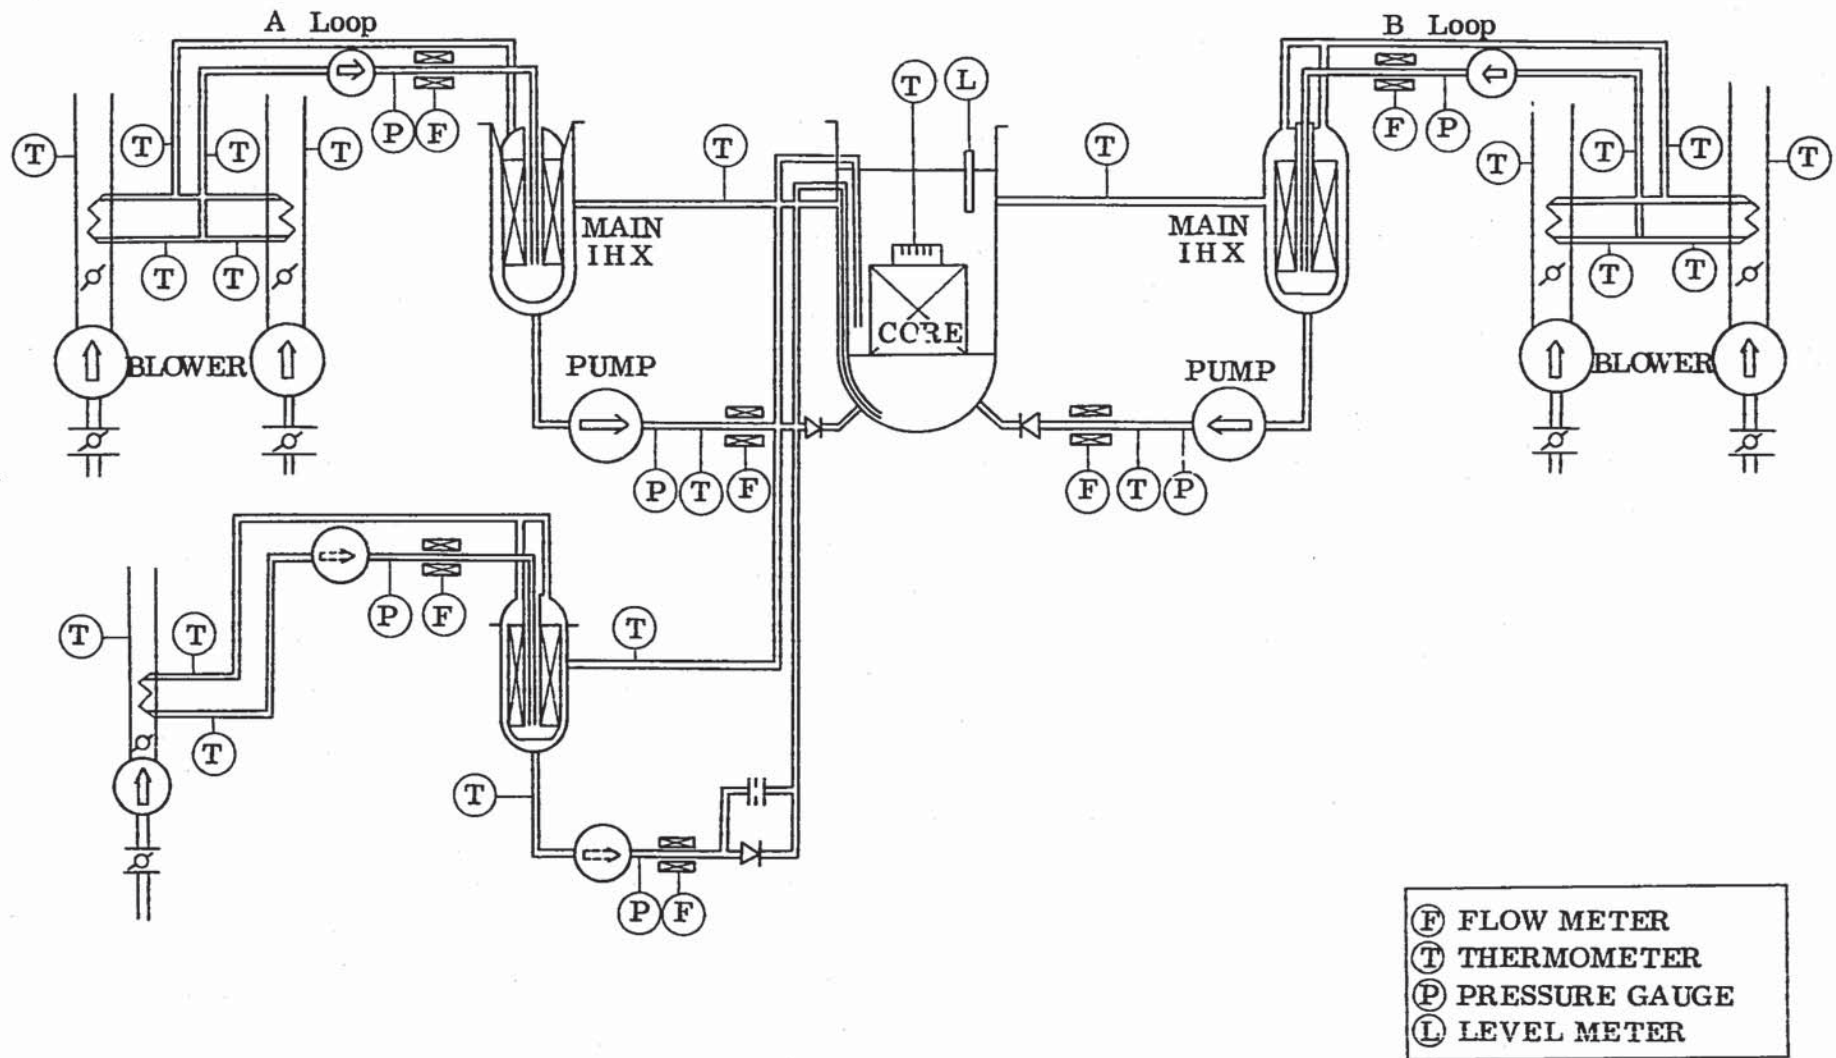 A Loop
B Loop
T
L
P
F
F
P
T
T
T
T
T
T
T
T
T
T
MAIN
IHX
MAIN
IHX
T
T
T
T
CORE
BLOWER
PUMP
PUMP
BLOWER
P
T
F
F
T
P
P
F
T
T
T
T
T
P
F
F FLOW METER
T THERMOMETER
P PRESSURE GAUGE
L LEVEL METER